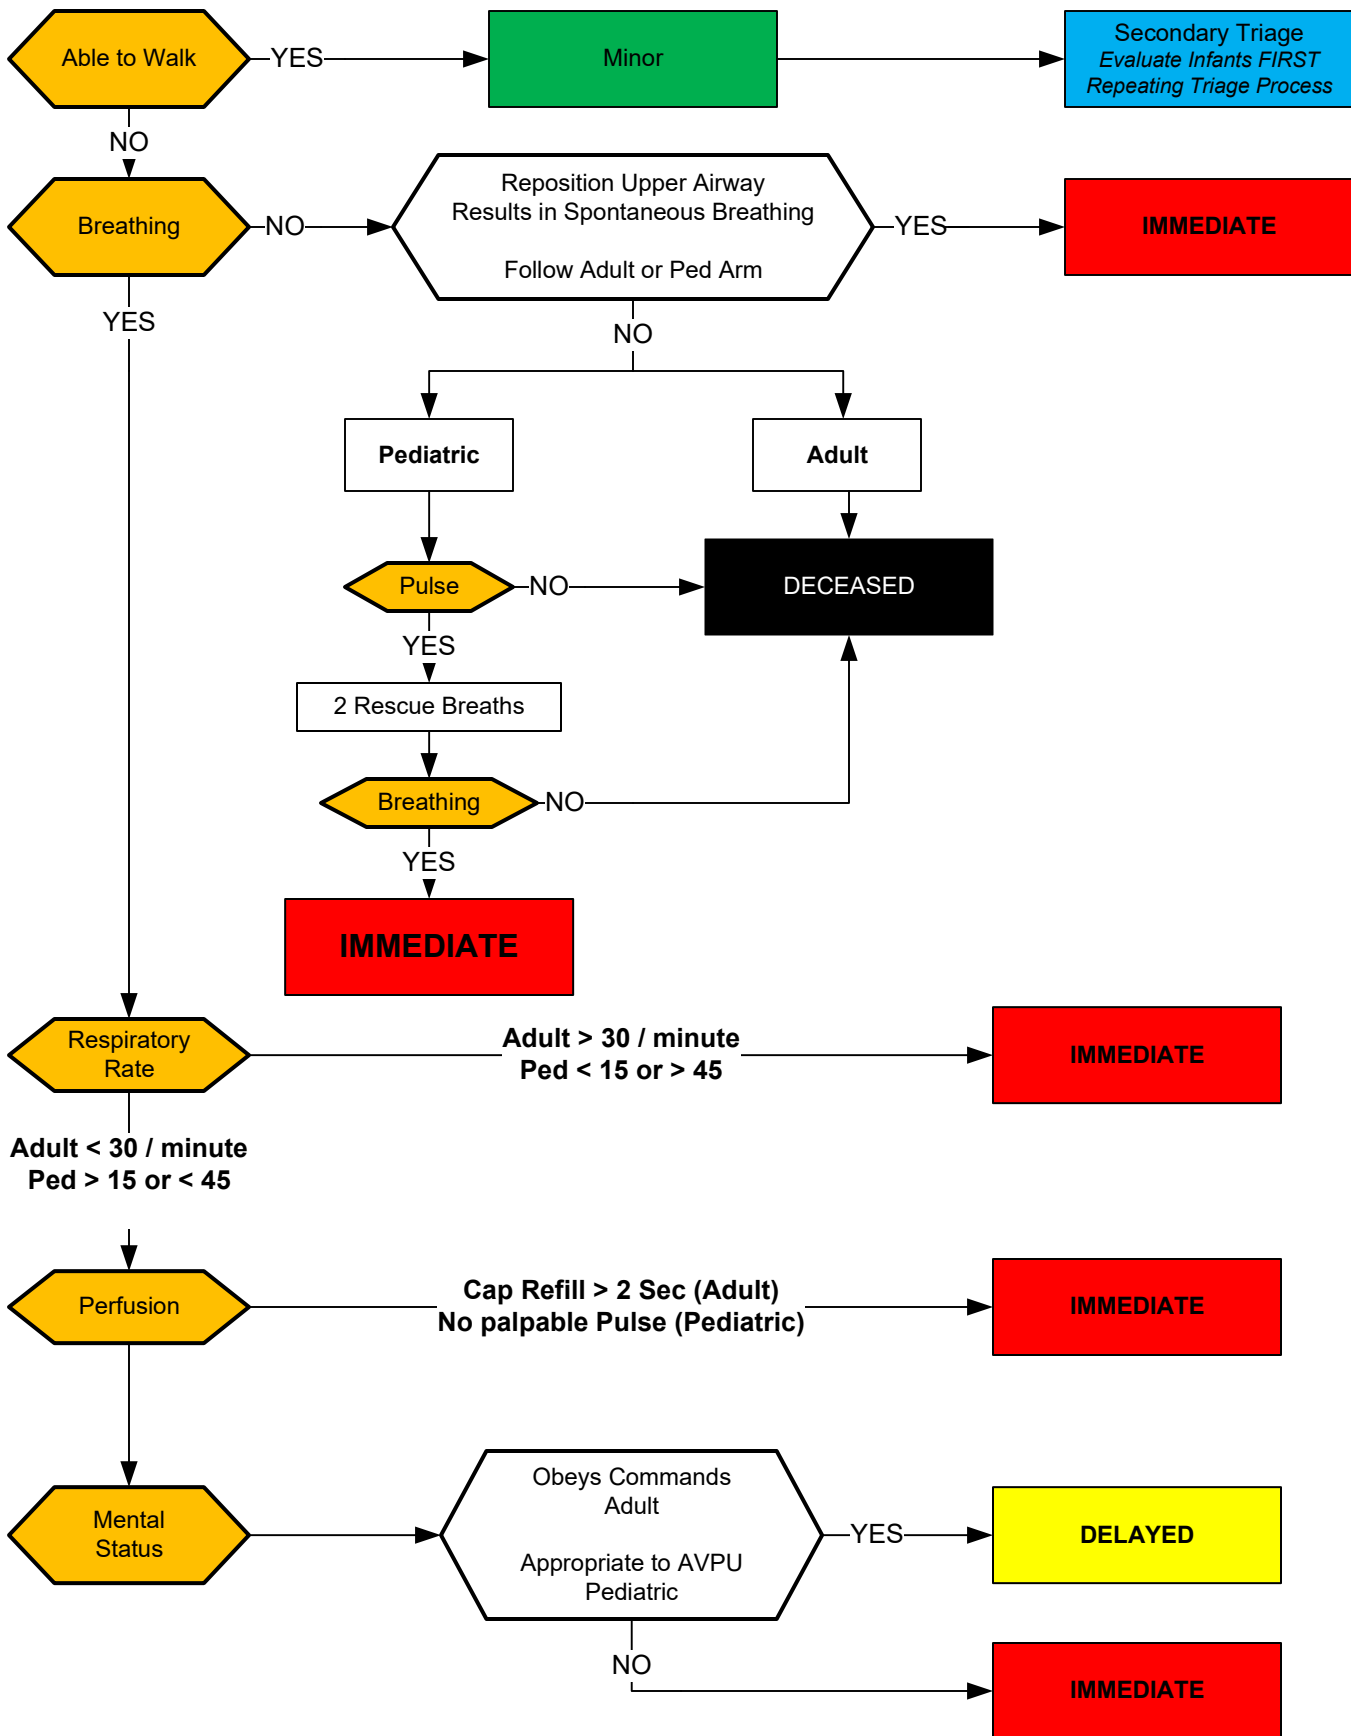 Able to Walk
YES
Minor
Secondary Triage
Evaluate Infants FIRST
Repeating Triage Process
NO
Breathing
NO
Reposition Upper Airway
Results in Spontaneous Breathing
Follow Adult or Ped Arm
YES
IMMEDIATE
YES
NO
Pediatric
Adult
Pulse
NO
DECEASED
YES
2 Rescue Breaths
Breathing
NO
YES
IMMEDIATE
Respiratory
Rate
Adult > 30 / minute
Ped < 15 or > 45
IMMEDIATE
Adult < 30 / minute
Ped > 15 or < 45
Perfusion
Cap Refill > 2 Sec (Adult)
No palpable Pulse (Pediatric)
IMMEDIATE
Mental
Status
Obeys Commands
Adult
Appropriate to AVPU
Pediatric
YES
DELAYED
NO
IMMEDIATE